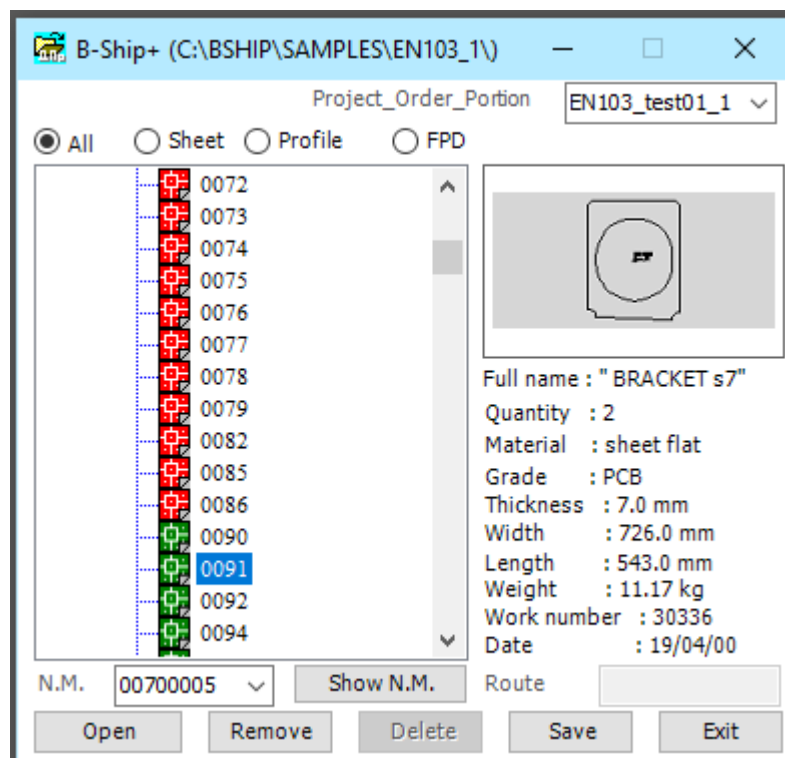 B-Ship+ (C:\BSHIP\SAMPLES\EN103_1\)
Project_Order_Portion EN103_test01_1
All Sheet Profile FPD
0072
0073
0074
0075
0076
0077
0078
0079
0082
0085
0086
0090
0091
0092
0094
Full name : " BRACKET s7"
Quantity : 2
Material : sheet flat
Grade : PCB
Thickness : 7.0 mm
Width : 726.0 mm
Length : 543.0 mm
Weight : 11.17 kg
Work number : 30336
Date : 19/04/00
N.M. 00700005 Show N.M. Route
Open Remove Delete Save Exit